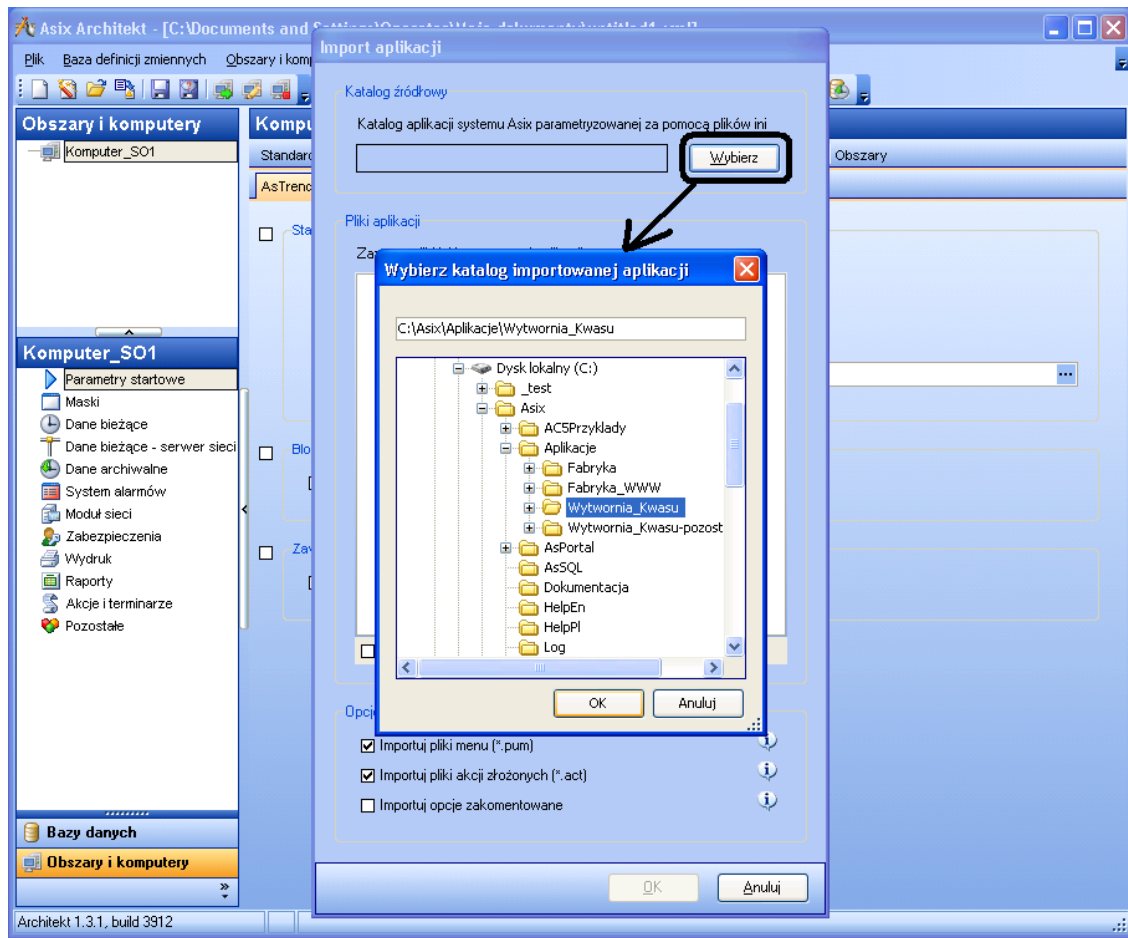 Asix Architekt - [C:\Documents and
Import aplikacji
Plik Baza definicji zmiennych Obszary i
Katalog źródłowy
Obszary i komputery
Katalog aplikacji systemu Asix parametryzowanej za pomocą plików ini
Komputer_SO1
Wybierz
Obszary
Pliki aplikacji
Wybierz katalog importowanej aplikacji
C:\Asix\Aplikacje\Wytwornia_Kwasu
Komputer_SO1
Dysk lokalny (C:)
Parametry startowe
_test
Maski
Asix
Dane bieżące
AC5Przyklady
Dane bieżące - serwer sieci
Aplikacje
Dane archiwalne
Fabryka
System alarmów
Fabryka_WWW
Moduł sieci
Wytwornia_Kwasu
Zabezpieczenia
Wytwornia_Kwasu-pozost
Wydruk
AsPortal
Raporty
AsSQL
Akcje i terminarze
Dokumentacja
Pozostałe
HelpEn
HelpPl
Log
OK Anuluj
Importuj pliki menu (*.pum)
Importuj pliki akcji złożonych (*.act)
Importuj opcje zakomentowane
Bazy danych
Obszary i komputery
OK Anuluj
Architekt 1.3.1, build 3912